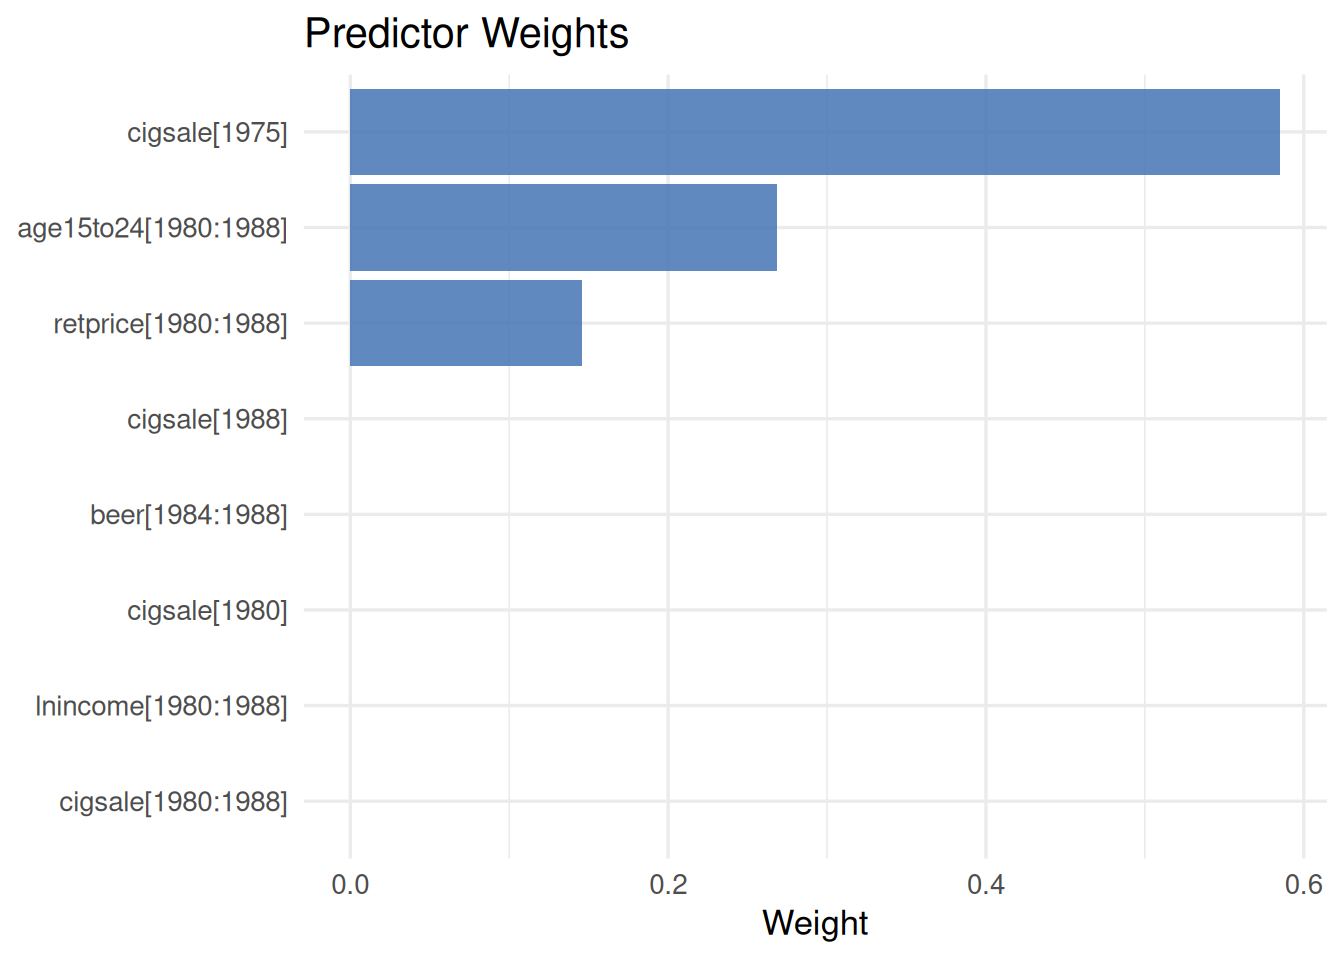 Predictor Weights
cigsale[1975]
age15to24[1980:1988]
retprice[1980:1988]
cigsale[1988]
beer[1984:1988]
cigsale[1980]
lnincome[1980:1988]
cigsale[1980:1988]
0.0 0.2 0.4 0.6
Weight